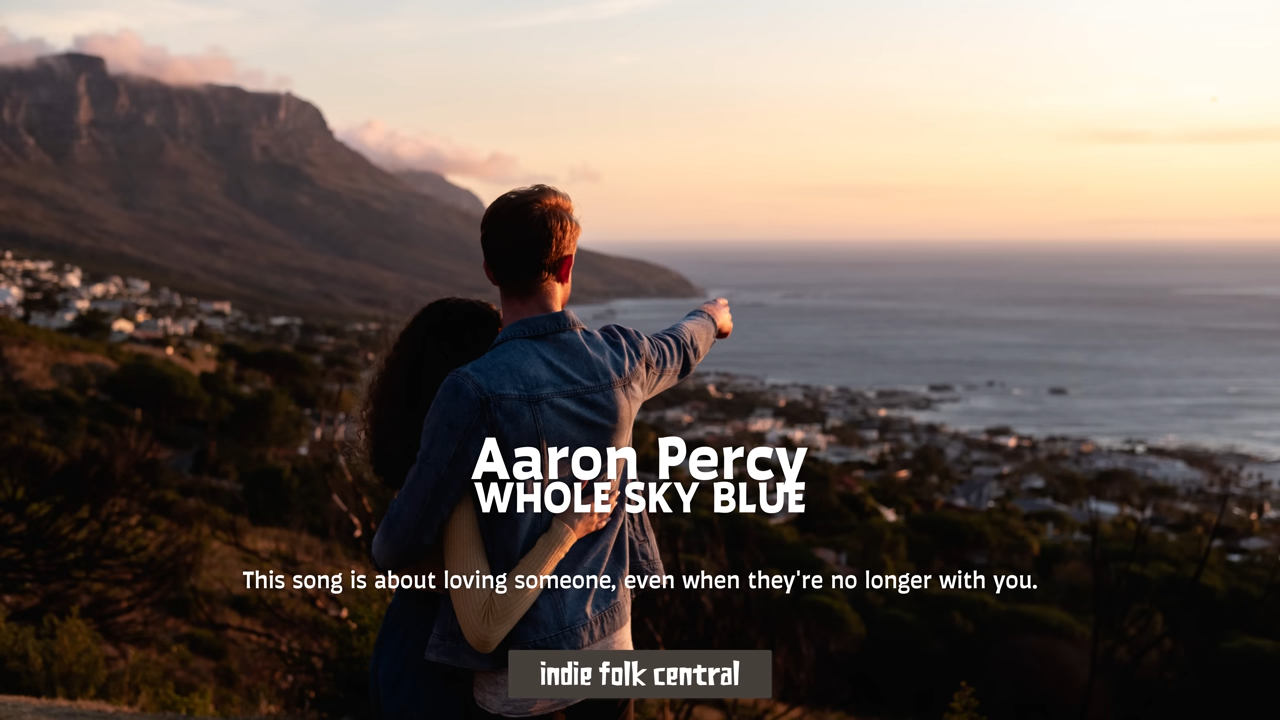 Aaron Percy
WHOLE SKY BLUE
This song is about loving someone, even when they're no longer with you.
indie folk central